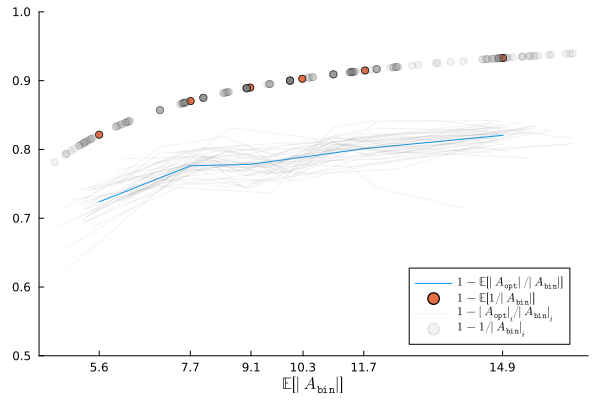 1.0
0.9
0.8
0.7
0.6
0.5
5.6 7.7 9.1 10.3 11.7 14.9
𝔼[|A_bin|]
1 − 𝔼[|A_opt|/|A_bin|]
1 − 𝔼[1/|A_bin|]
1 − |A_opt|_i/|A_bin|_i
1 − 1/|A_bin|_i